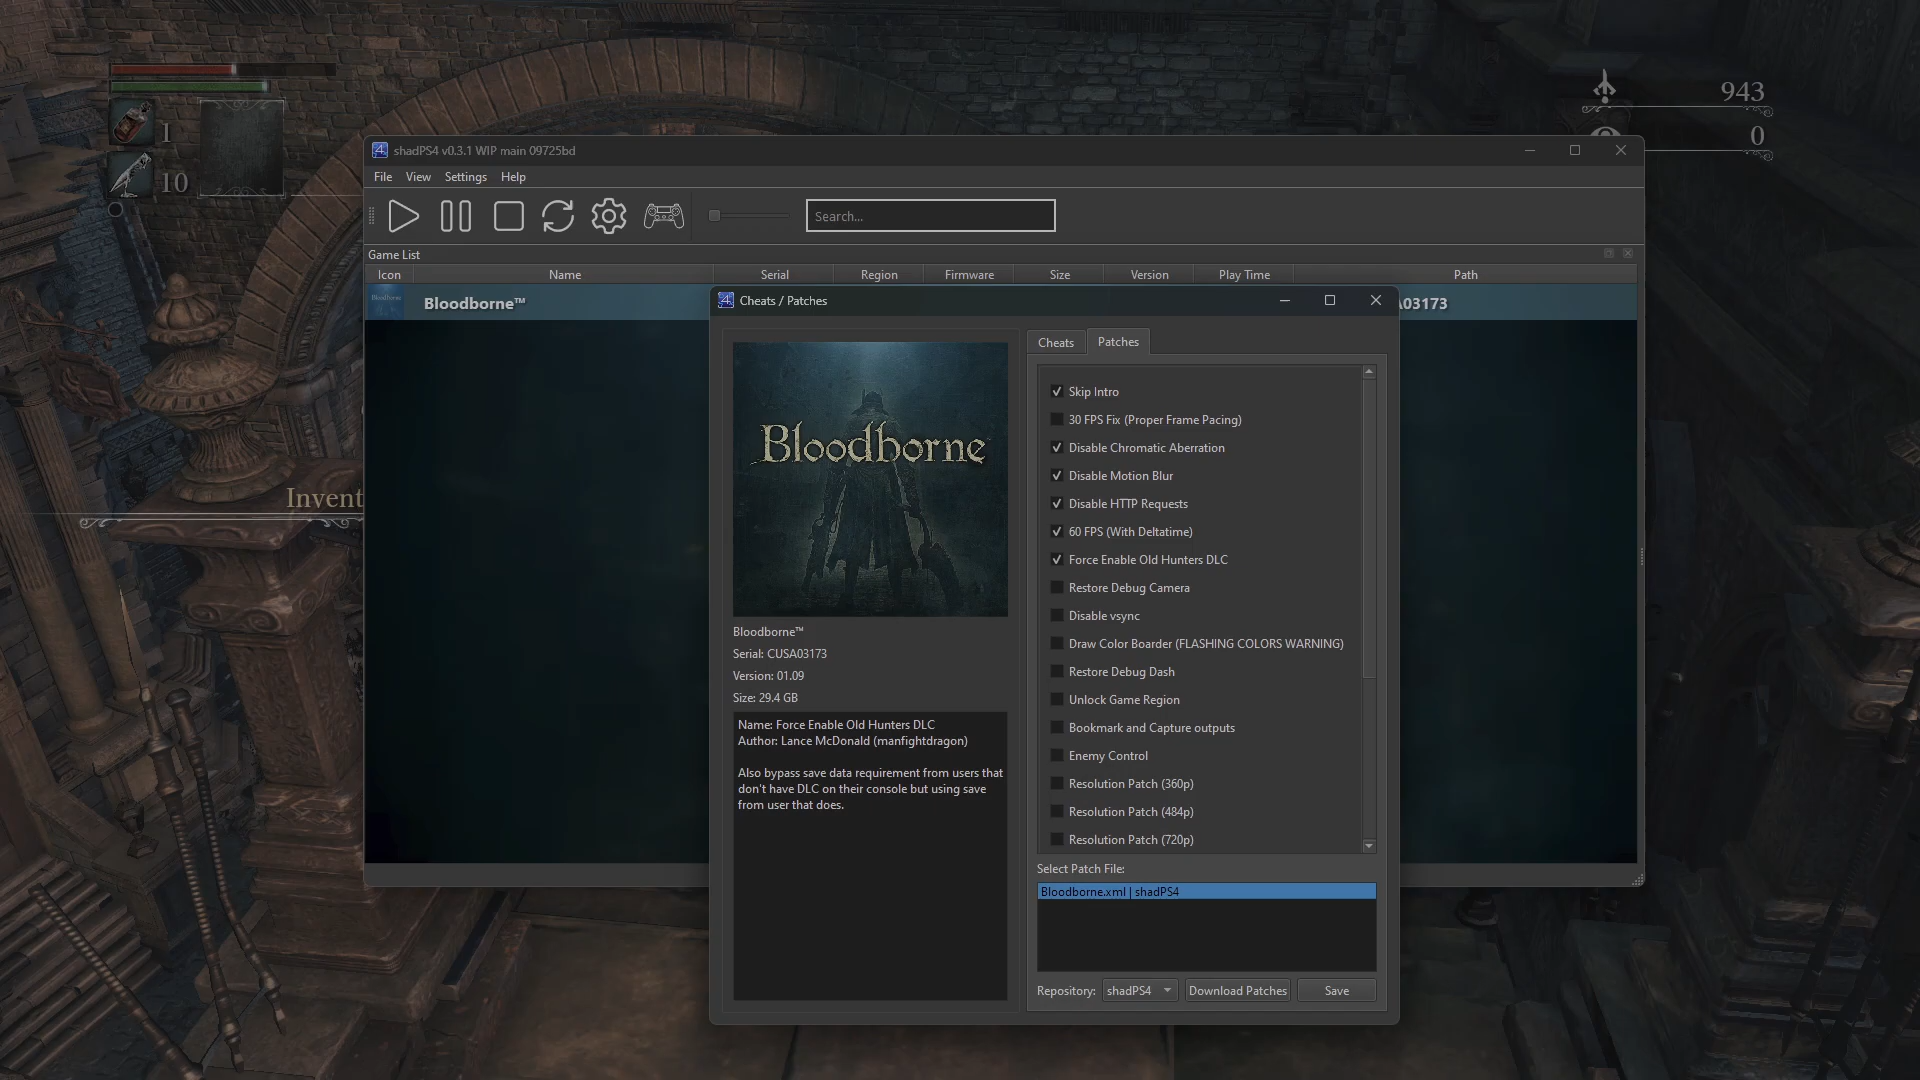 1
10
943
0
Invent
shadPS4 v0.3.1 WIP main 09725bd
File View Settings Help
Search...
Game List
Icon Name Serial Region Firmware Size Version Play Time Path
Bloodborne Bloodborne™ A03173
Cheats / Patches
Bloodborne
Bloodborne™
Serial: CUSA03173
Version: 01.09
Size: 29.4 GB
Name: Force Enable Old Hunters DLC
Author: Lance McDonald (manfightdragon)
Also bypass save data requirement from users that
don't have DLC on their console but using save
from user that does.
Cheats Patches
Skip Intro
30 FPS Fix (Proper Frame Pacing)
Disable Chromatic Aberration
Disable Motion Blur
Disable HTTP Requests
60 FPS (With Deltatime)
Force Enable Old Hunters DLC
Restore Debug Camera
Disable vsync
Draw Color Boarder (FLASHING COLORS WARNING)
Restore Debug Dash
Unlock Game Region
Bookmark and Capture outputs
Enemy Control
Resolution Patch (360p)
Resolution Patch (484p)
Resolution Patch (720p)
Select Patch File:
Bloodborne.xml | shadPS4
Repository: shadPS4 Download Patches Save